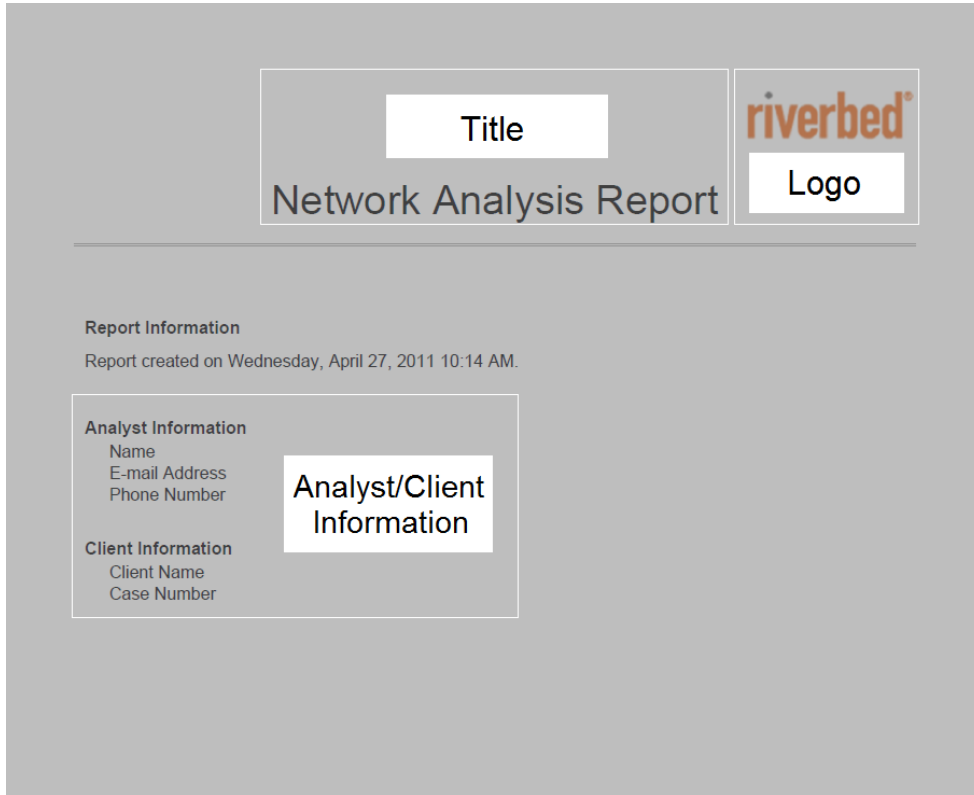 Title
Network Analysis Report
riverbed®
Logo
Report Information
Report created on Wednesday, April 27, 2011 10:14 AM.
Analyst Information
Name
E-mail Address
Phone Number
Analyst/Client
Information
Client Information
Client Name
Case Number